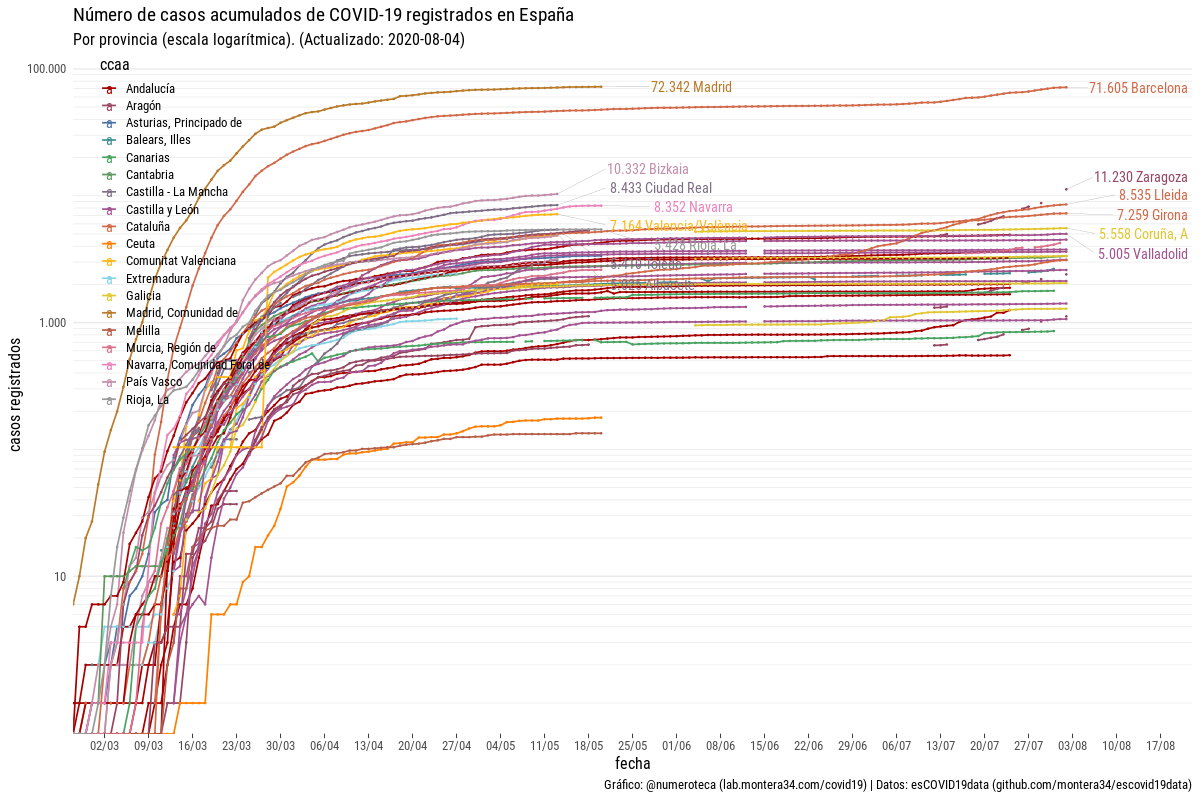 Número de casos acumulados de COVID-19 registrados en España
Por provincia (escala logarítmica). (Actualizado: 2020-08-04)
ccaa
Andalucía
Aragón
Asturias, Principado de
Balears, Illes
Canarias
Cantabria
Castilla - La Mancha
Castilla y León
Cataluña
Ceuta
Comunitat Valenciana
Extremadura
Galicia
Madrid, Comunidad de
Melilla
Murcia, Región de
Navarra, Comunidad Foral de
País Vasco
Rioja, La
100.000
1.000
10
casos registrados
72.342 Madrid
71.605 Barcelona
10.332 Bizkaia
8.433 Ciudad Real
8.352 Navarra
7.164 Valencia/València
Rioja, La
11.230 Zaragoza
8.535 Lleida
7.259 Girona
5.558 Coruña, A
5.005 Valladolid
02/03 09/03 16/03 23/03 30/03 06/04 13/04 20/04 27/04 04/05 11/05 18/05 25/05 01/06 08/06 15/06 22/06 29/06 06/07 13/07 20/07 27/07 03/08 10/08 17/08
fecha
Gráfico: @numeroteca (lab.montera34.com/covid19) | Datos: esCOVID19data (github.com/montera34/escovid19data)